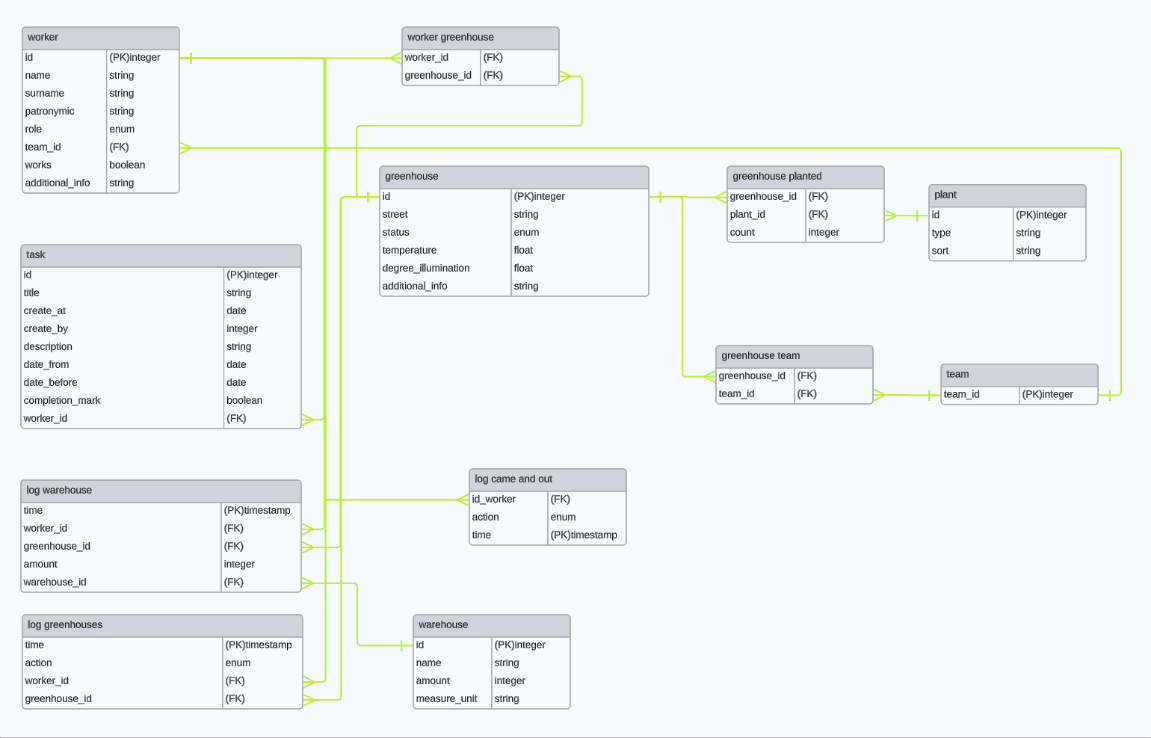 worker
id (PK)integer
name string
surname string
patronymic string
role enum
team_id (FK)
works boolean
additional_info string
worker greenhouse
worker_id (FK)
greenhouse_id (FK)
greenhouse
id (PK)integer
street string
status enum
temperature float
degree_illumination float
additional_info string
greenhouse planted
greenhouse_id (FK)
plant_id (FK)
count integer
plant
id (PK)integer
type string
sort string
task
id (PK)integer
title string
create_at date
create_by integer
description string
date_from date
date_before date
completion_mark boolean
worker_id (FK)
greenhouse team
greenhouse_id (FK)
team_id (FK)
team
team_id (PK)integer
log warehouse
time (PK)timestamp
worker_id (FK)
greenhouse_id (FK)
amount integer
warehouse_id (FK)
log came and out
id_worker (FK)
action enum
time (PK)timestamp
log greenhouses
time (PK)timestamp
action enum
worker_id (FK)
greenhouse_id (FK)
warehouse
id (PK)integer
name string
amount integer
measure_unit string